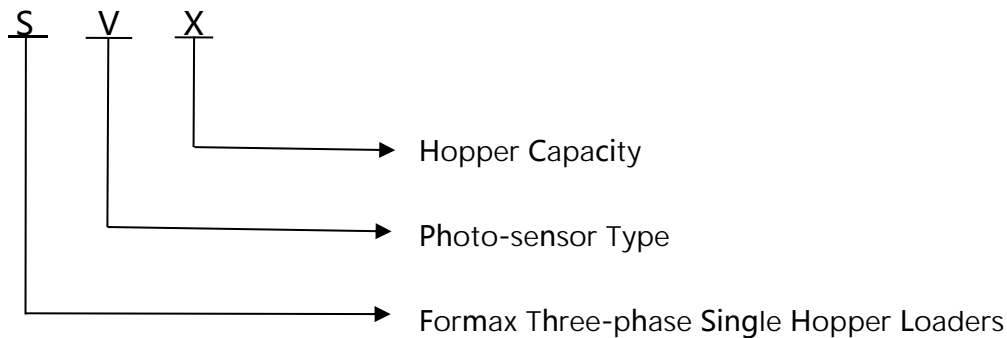 S V X
Hopper Capacity
Photo-sensor Type
Formax Three-phase Single Hopper Loaders